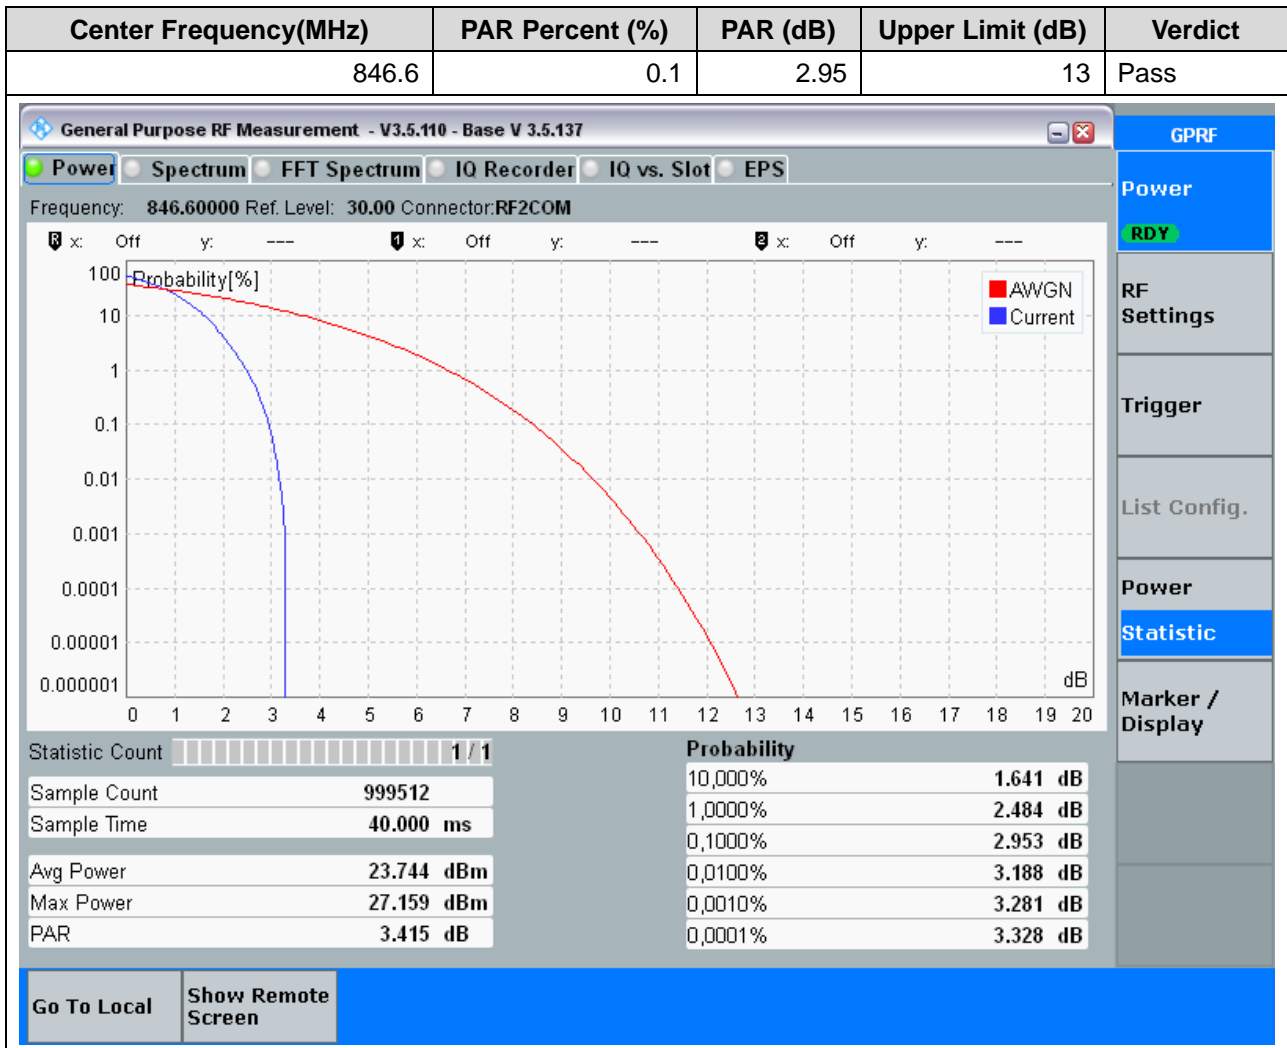 Center Frequency(MHz) PAR Percent (%) PAR (dB) Upper Limit (dB) Verdict
846.6 0.1 2.95 13 Pass
General Purpose RF Measurement - V3.5.110 - Base V 3.5.137
GPRF
Power Spectrum FFT Spectrum IQ Recorder IQ vs. Slot EPS
Frequency: 846.60000 Ref. Level: 30.00 Connector:RF2COM
R x: Off y: --- 1 x: Off y: --- 2 x: Off y: ---
Probability[%]
AWGN
Current
100
10
1
0.1
0.01
0.001
0.0001
0.00001
0.000001
dB
0 1 2 3 4 5 6 7 8 9 10 11 12 13 14 15 16 17 18 19 20
Statistic Count 1 / 1
Sample Count 999512
Sample Time 40.000 ms
Avg Power 23.744 dBm
Max Power 27.159 dBm
PAR 3.415 dB
Probability
10,000% 1.641 dB
1,0000% 2.484 dB
0,1000% 2.953 dB
0,0100% 3.188 dB
0,0010% 3.281 dB
0,0001% 3.328 dB
Power
RDY
RF
Settings
Trigger
List Config.
Power
Statistic
Marker /
Display
Go To Local
Show Remote
Screen